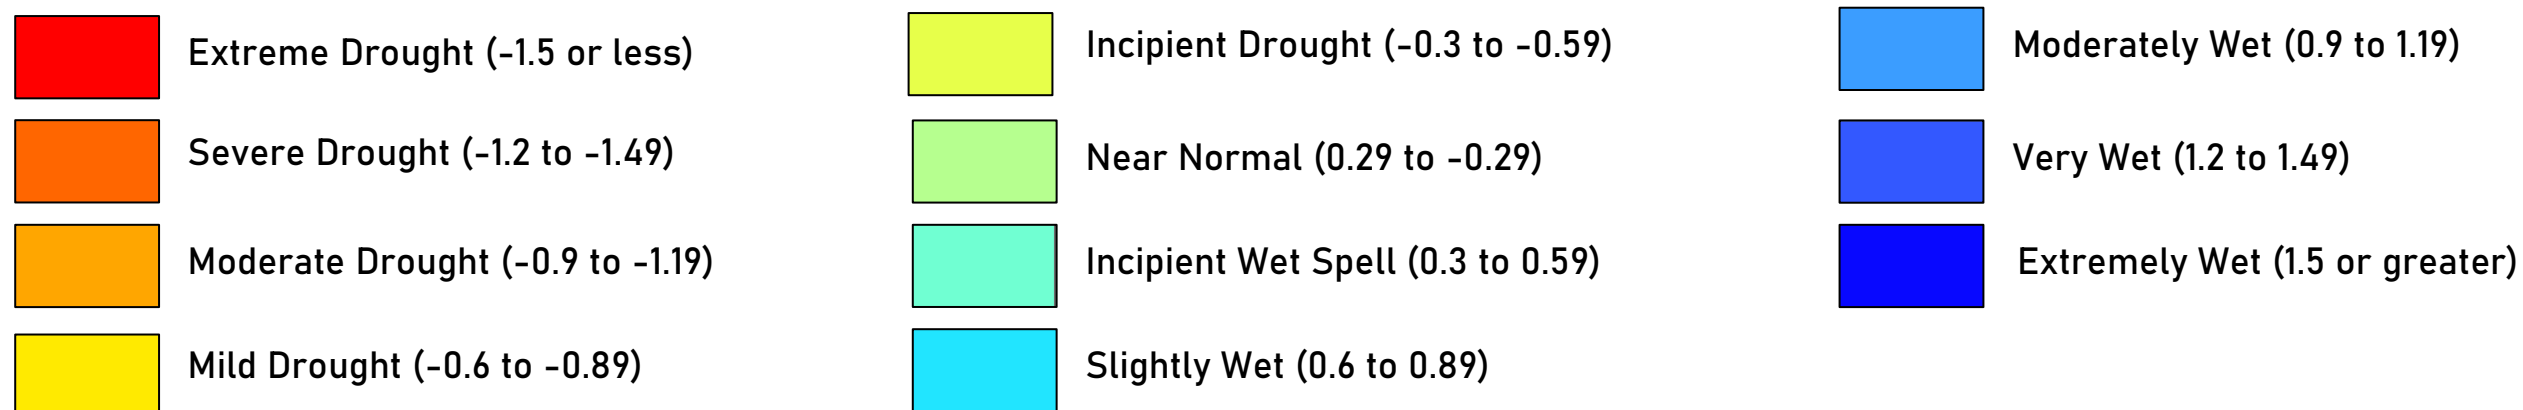 Extreme Drought (-1.5 or less)
Severe Drought (-1.2 to -1.49)
Moderate Drought (-0.9 to -1.19)
Mild Drought (-0.6 to -0.89)
Incipient Drought (-0.3 to -0.59)
Near Normal (0.29 to -0.29)
Incipient Wet Spell (0.3 to 0.59)
Slightly Wet (0.6 to 0.89)
Moderately Wet (0.9 to 1.19)
Very Wet (1.2 to 1.49)
Extremely Wet (1.5 or greater)